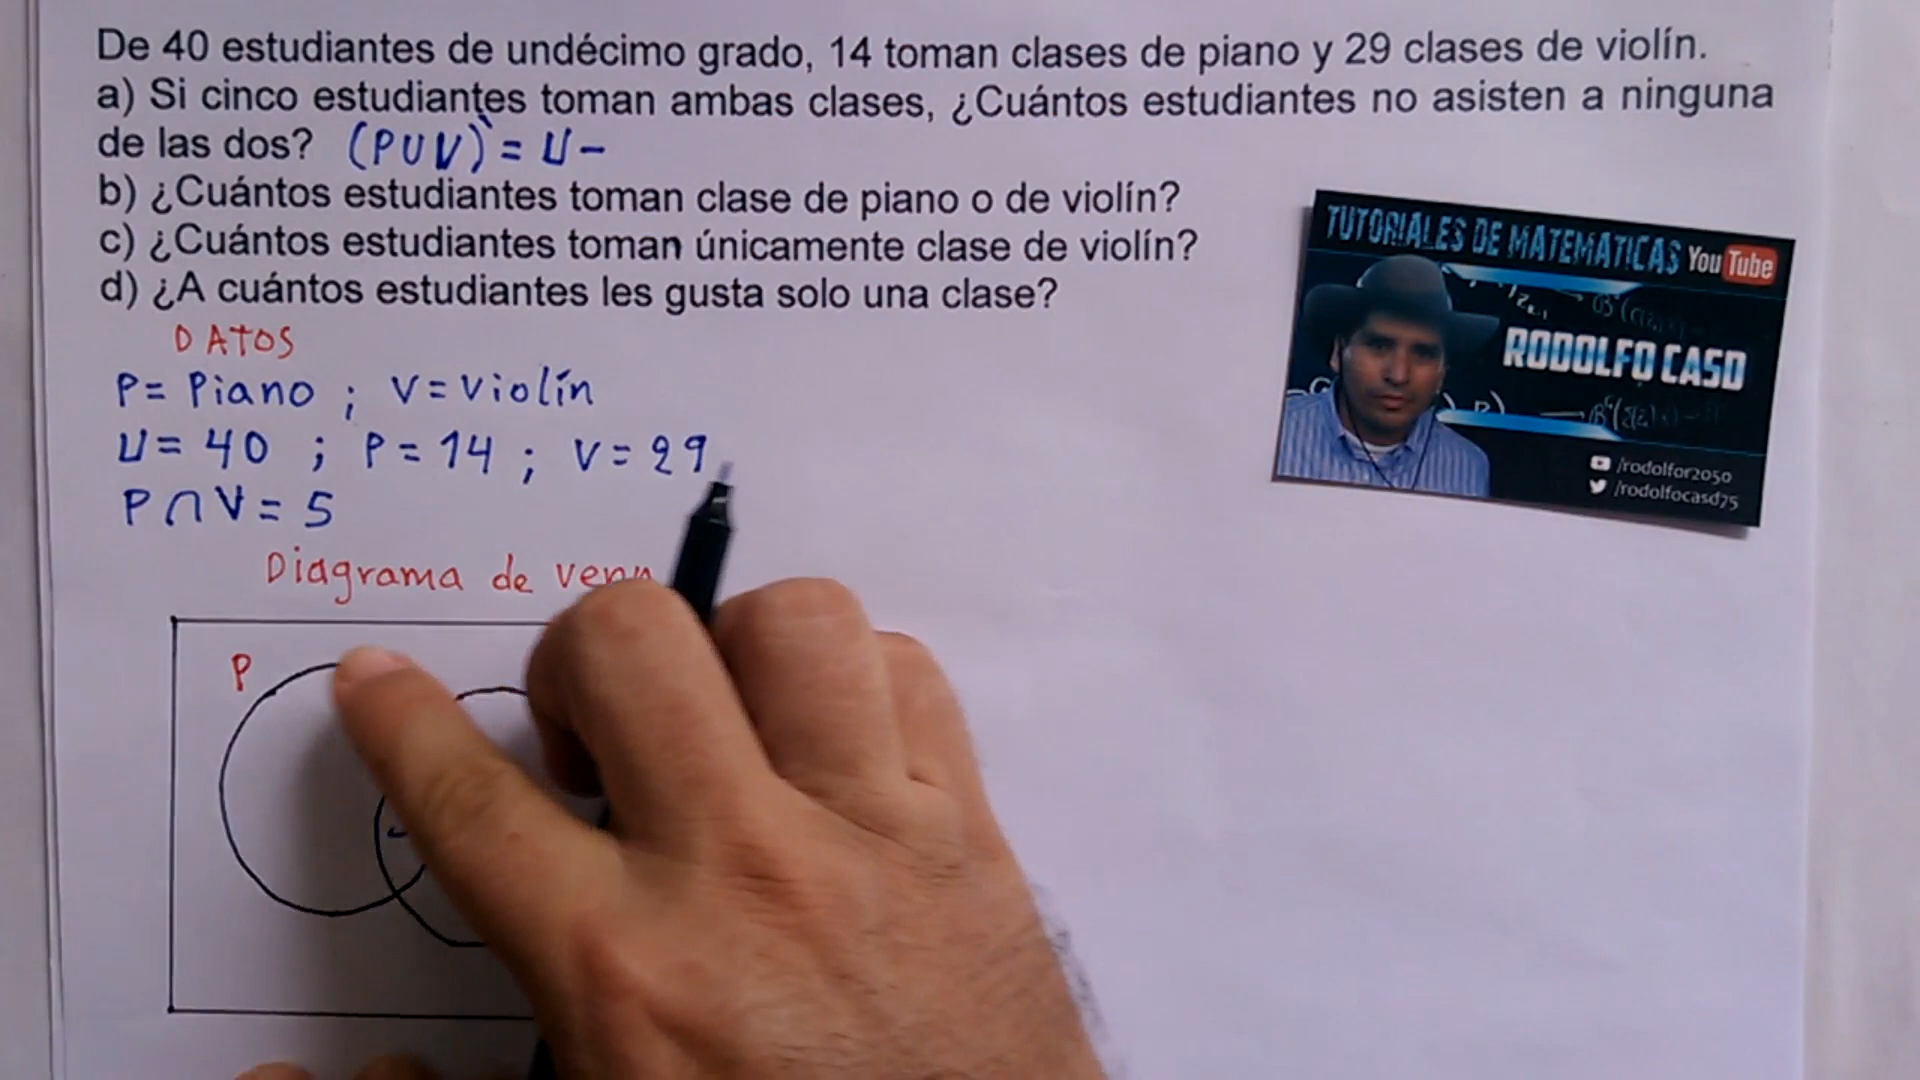 De 40 estudiantes de undécimo grado, 14 toman clases de piano y 29 clases de violín.
a) Si cinco estudiantes toman ambas clases, ¿Cuántos estudiantes no asisten a ninguna
de las dos? (PUV)` = U -
b) ¿Cuántos estudiantes toman clase de piano o de violín?
c) ¿Cuántos estudiantes toman únicamente clase de violín?
d) ¿A cuántos estudiantes les gusta solo una clase?
TUTORIALES DE MATEMATICAS YouTube
RODOLFO CASD
/rodolfor2050
/rodolfocasd75
DATOS
P= Piano ; V= Violín
U= 40 ; P= 14 ; V= 29
P∩V= 5
Diagrama de venn
P